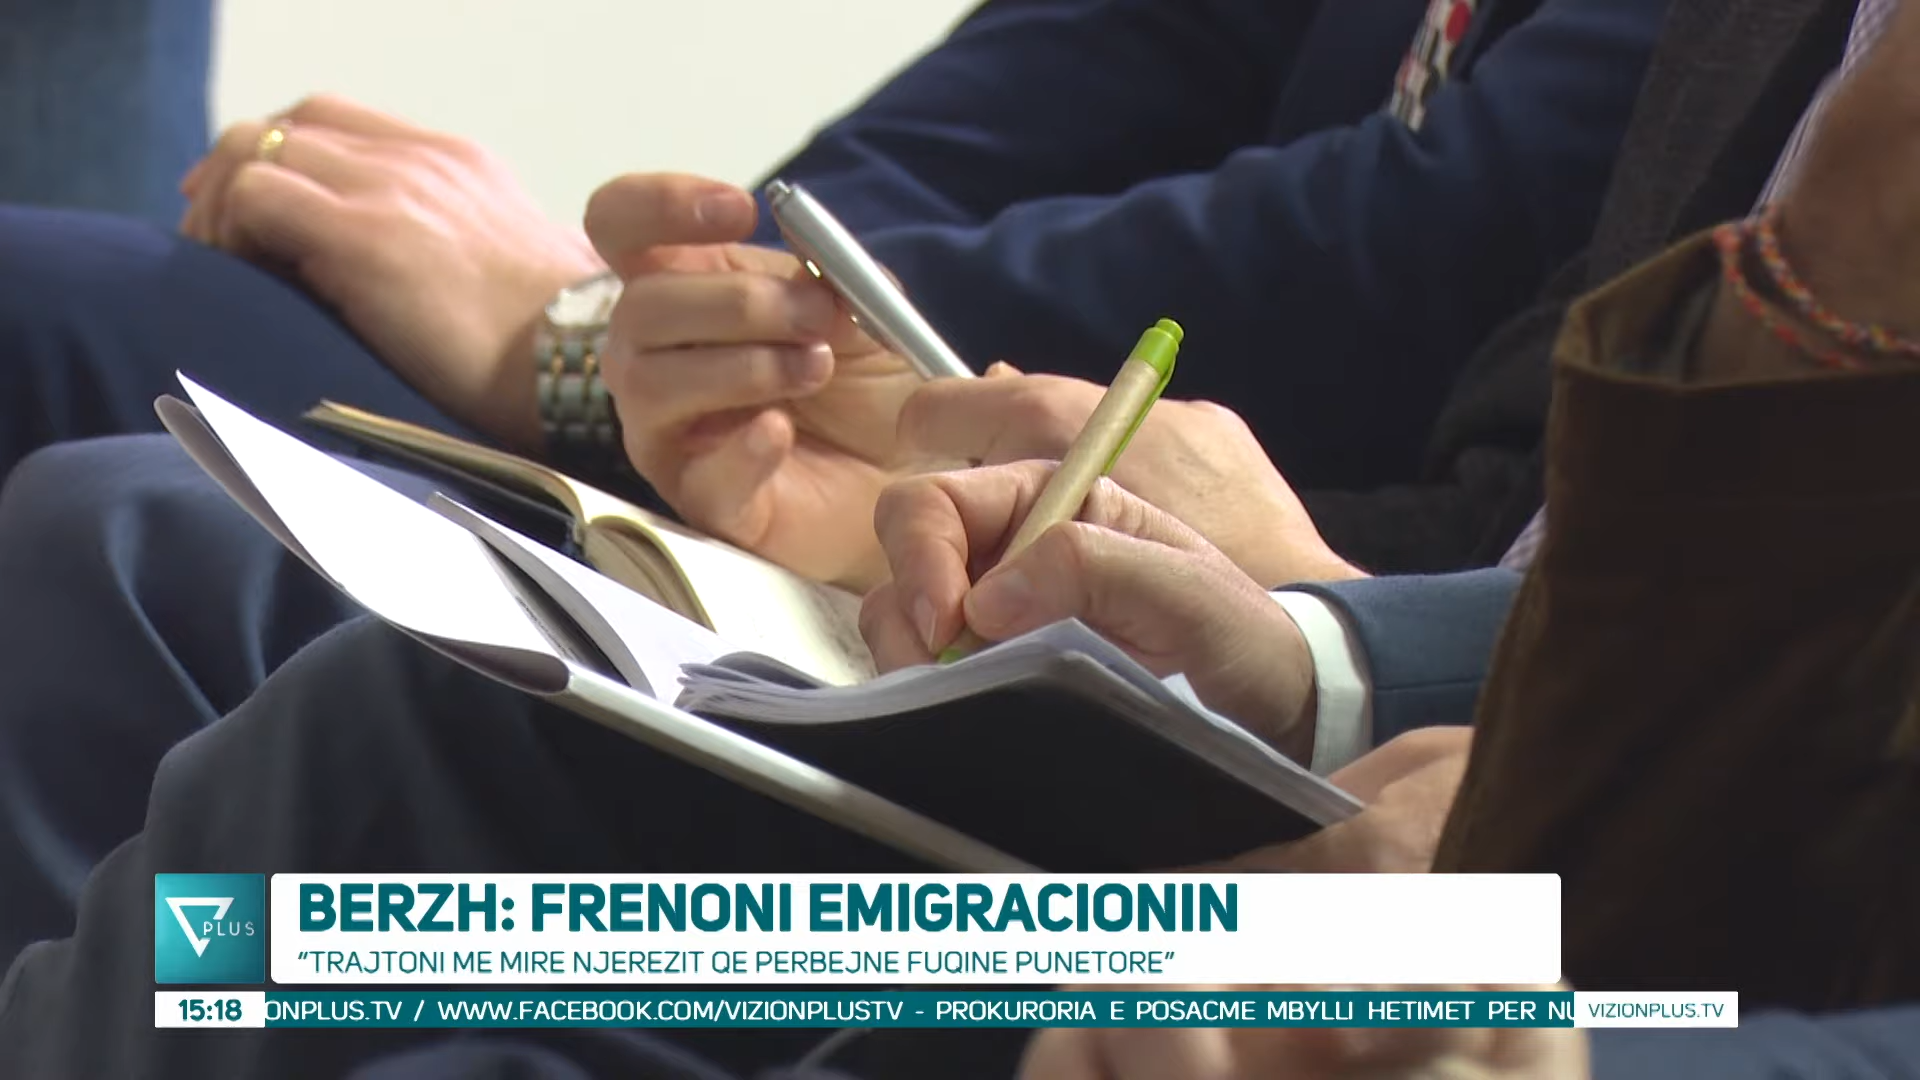 BERZH: FRENONI EMIGRACIONIN
PLUS
"TRAJTONI ME MIRE NJEREZIT QE PERBEJNE FUQINE PUNETORE"
15:18
ONPLUS.TV / WWW.FACEBOOK.COM/VIZIONPLUSTV - PROKURORIA E POSACME MBYLLI HETIMET PER
VIZIONPLUS.TV